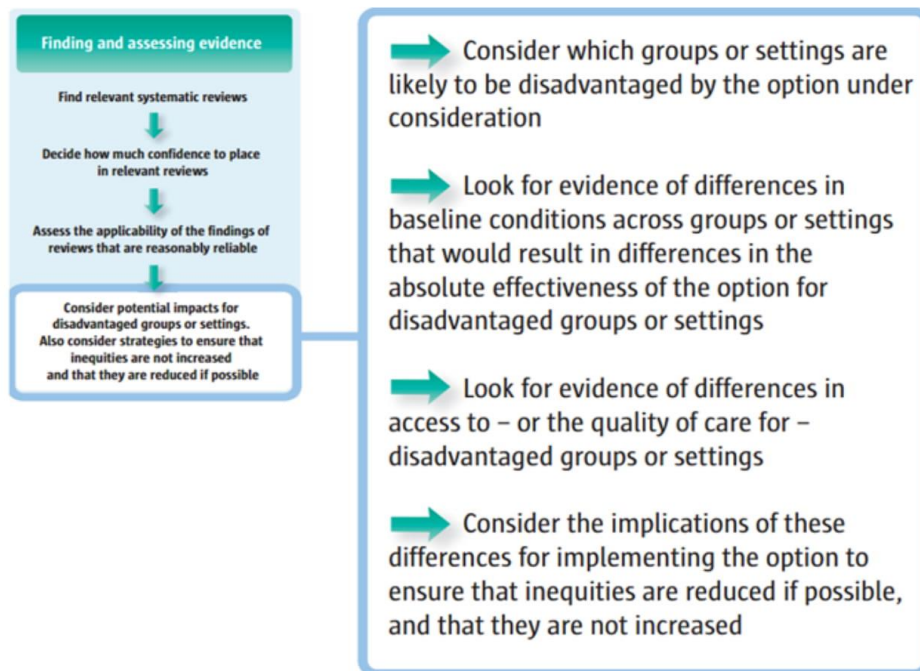 Finding and assessing evidence
Find relevant systematic reviews
Decide how much confidence to place
in relevant reviews
Assess the applicability of the findings of
reviews that are reasonably reliable
Consider potential impacts for
disadvantaged groups or settings.
Also consider strategies to ensure that
inequities are not increased
and that they are reduced if possible
Consider which groups or settings are
likely to be disadvantaged by the option under
consideration
Look for evidence of differences in
baseline conditions across groups or settings
that would result in differences in the
absolute effectiveness of the option for
disadvantaged groups or settings
Look for evidence of differences in
access to – or the quality of care for –
disadvantaged groups or settings
Consider the implications of these
differences for implementing the option to
ensure that inequities are reduced if possible,
and that they are not increased